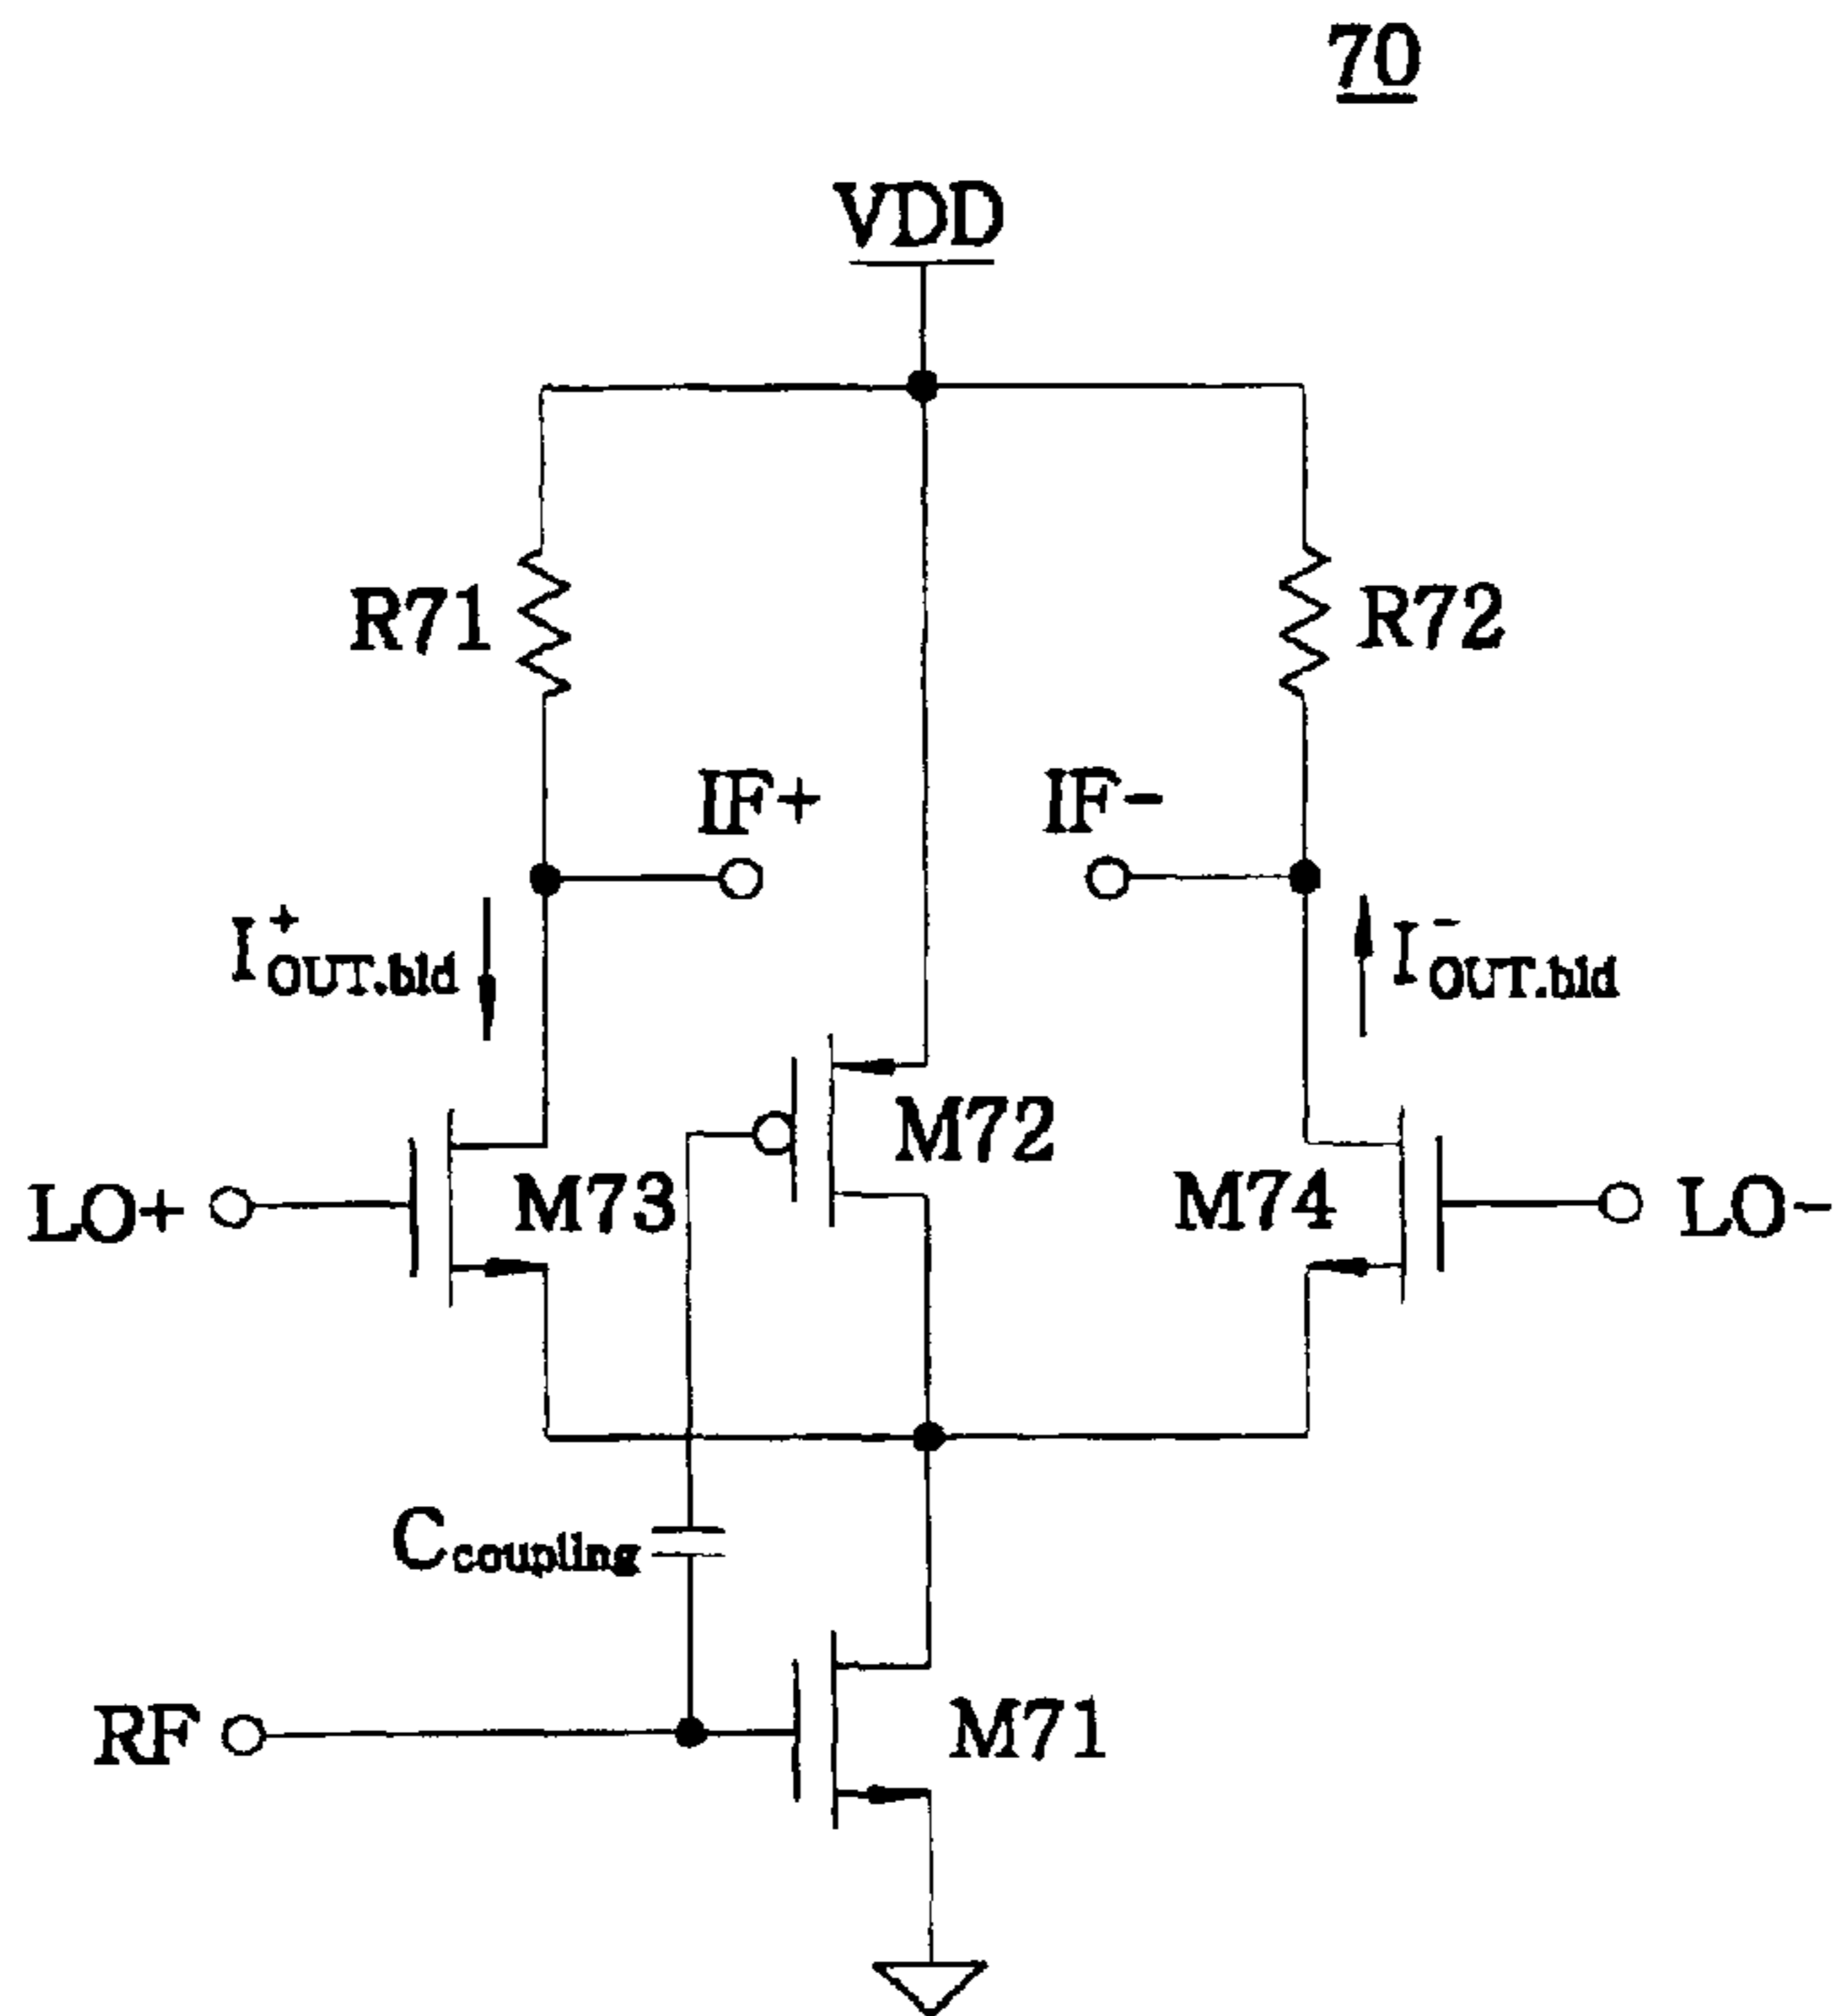 70
VDD
R71
R72
IF+
IF-
I+OUT.bld
I-OUT.bld
M72
LO+
M73
M74
LO-
Ccoupling
RF
M71